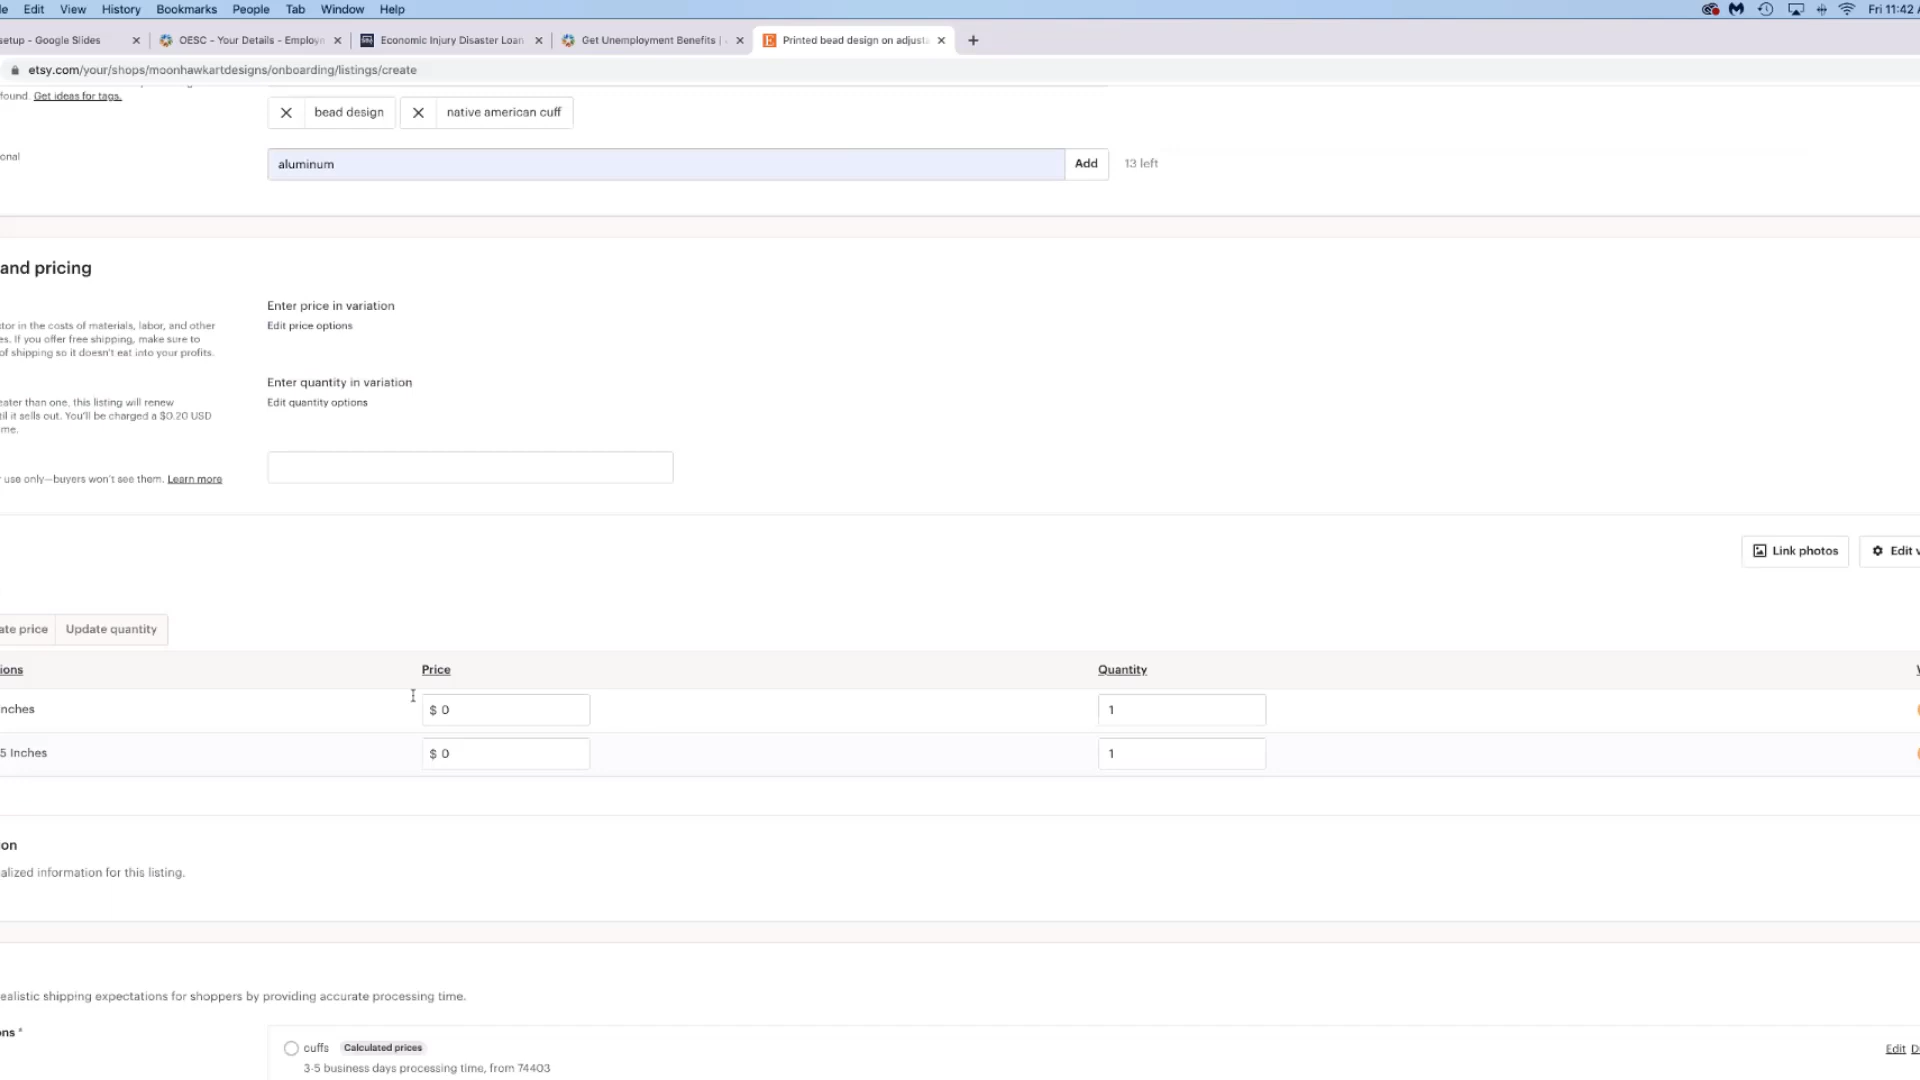 Edit View History Bookmarks People Tab Window Help Fri 11:42
setup - Google Slides OESC - Your Details - Employn Economic Injury Disaster Loan Get Unemployment Benefits | Printed bead design on adjusta
etsy.com/your/shops/moonhawkartdesigns/onboarding/listings/create
found. Get ideas for tags.
bead design native american cuff
onal
aluminum Add 13 left
and pricing
Enter price in variation
Edit price options
tor in the costs of materials, labor, and other
es. If you offer free shipping, make sure to
of shipping so it doesn't eat into your profits.
Enter quantity in variation
Edit quantity options
eater than one, this listing will renew
til it sells out. You'll be charged a $0.20 USD
me.
use only—buyers won't see them. Learn more
Link photos Edit v
ate price Update quantity
ions Price Quantity
nches $ 0 1
5 Inches $ 0 1
on
alized information for this listing.
ealistic shipping expectations for shoppers by providing accurate processing time.
ons *
cuffs Calculated prices Edit D
3-5 business days processing time, from 74403